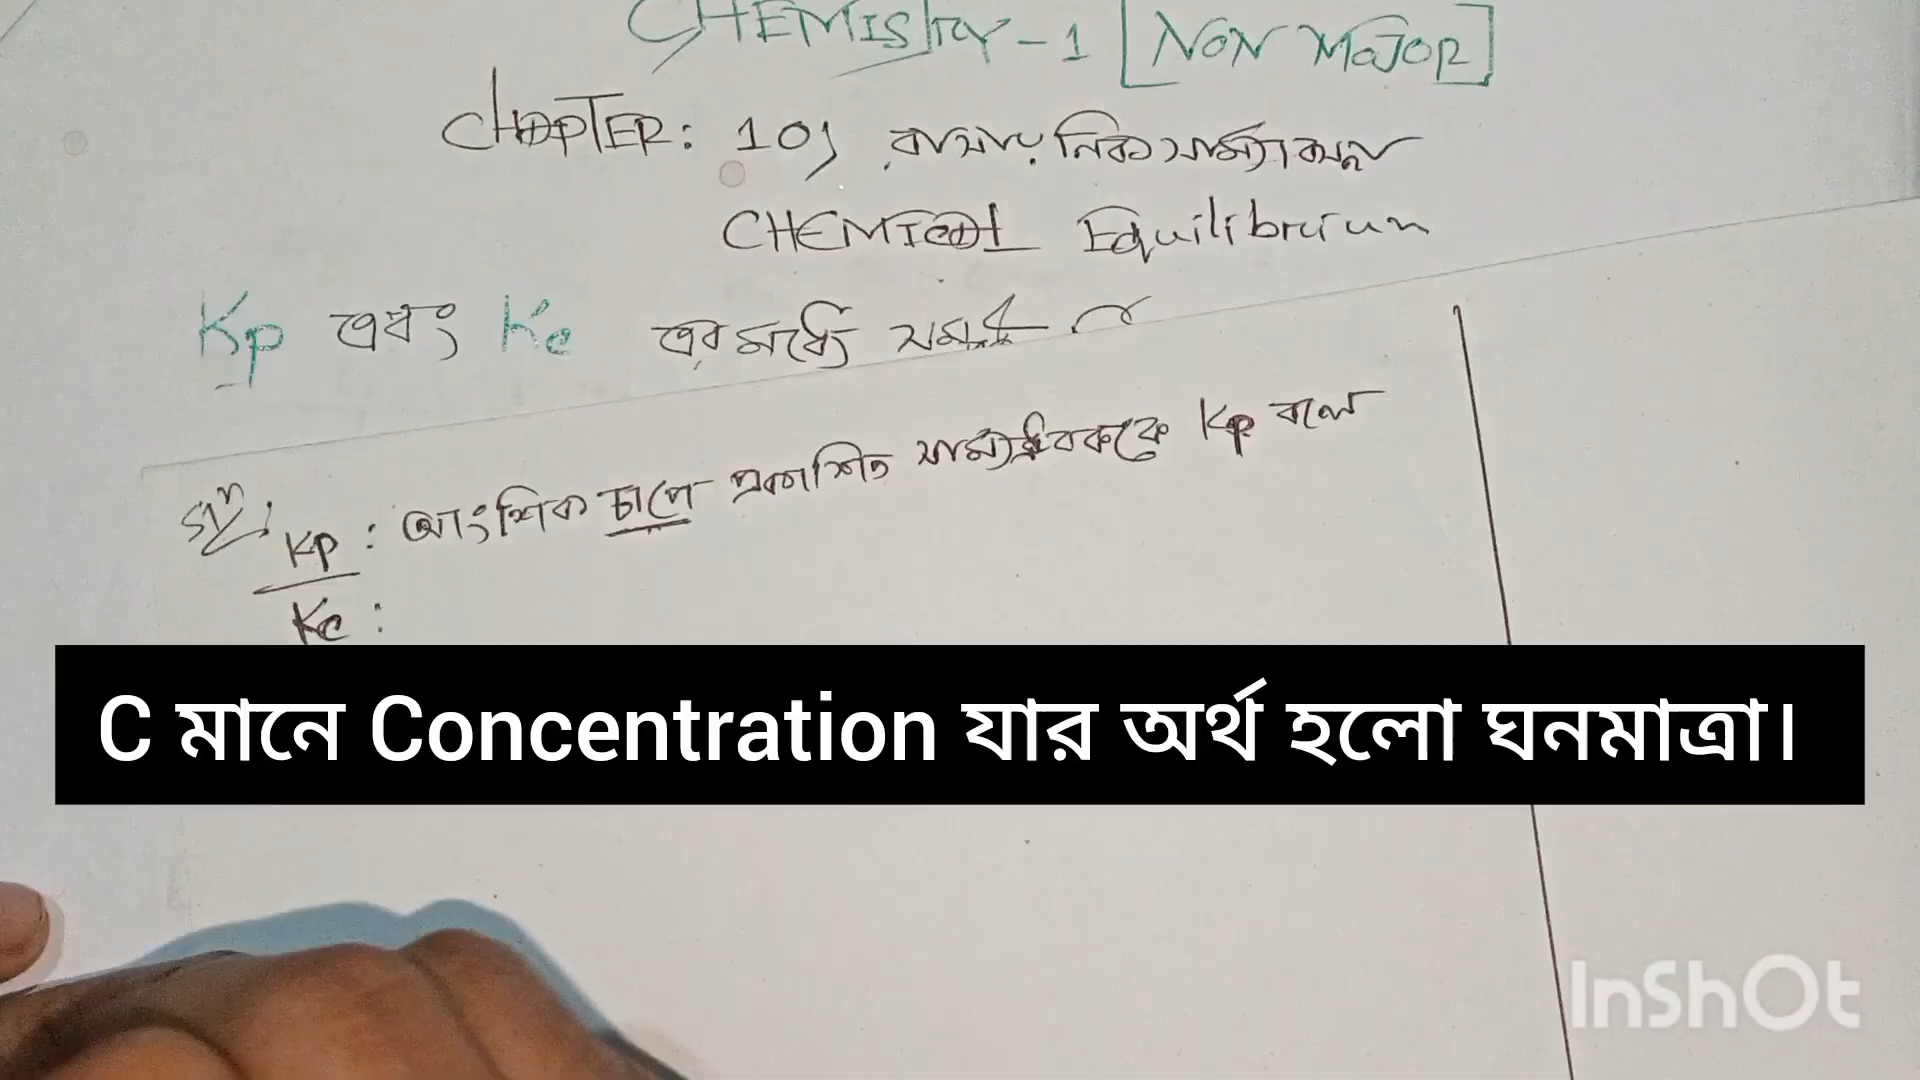 CHEMISTRY-1 [NON MAJOR]
CHAPTER: 10, রাসায়নিক সাম্যাবস্থা
CHEMICAL Equilibrium
Kp এবং Kc এর মধ্যে সম্পর্ক
Kp : আংশিক চাপে প্রকাশিত সাম্যধ্রুবককে Kp বলে
Kc :
C মানে Concentration যার অর্থ হলো ঘনমাত্রা।
InShOt